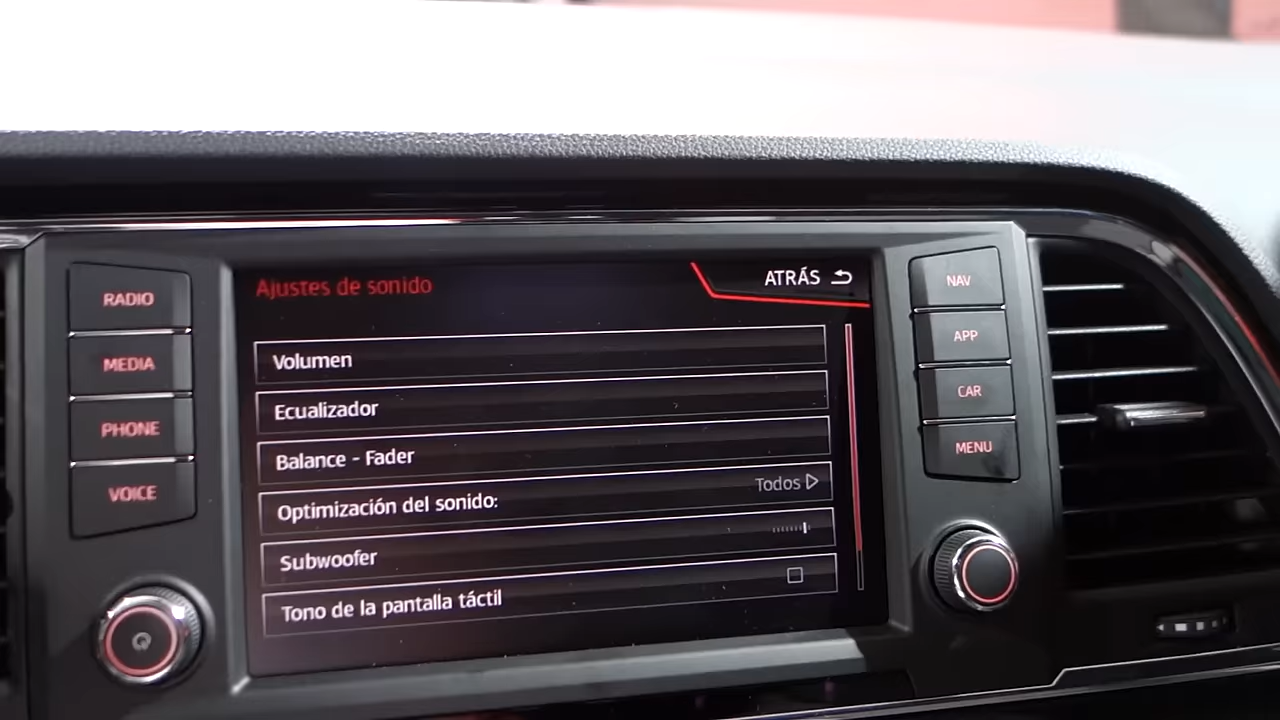 RADIO
MEDIA
PHONE
VOICE
Ajustes de sonido
ATRÁS
Volumen
Ecualizador
Balance - Fader
Optimización del sonido:
Todos
Subwoofer
Tono de la pantalla táctil
NAV
APP
CAR
MENU